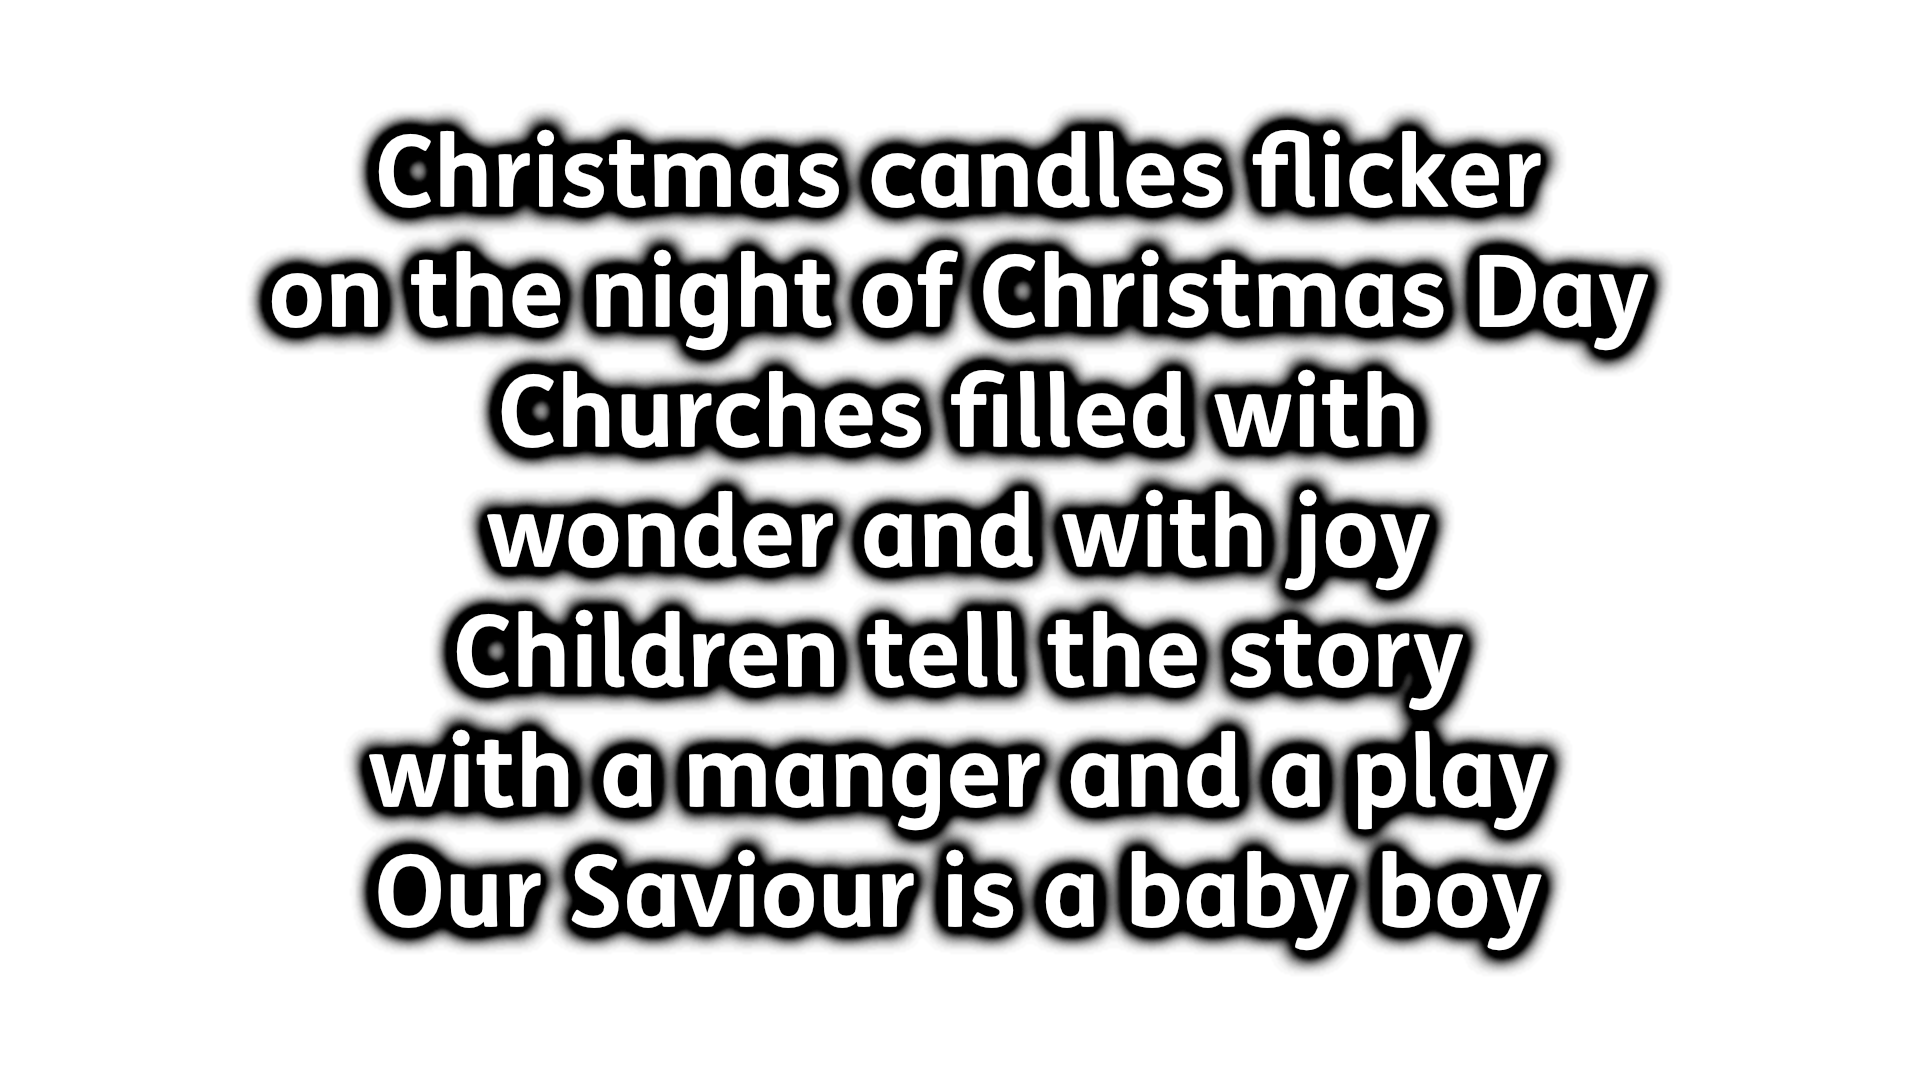 Christmas candles flicker
on the night of Christmas Day
Churches filled with
wonder and with joy
Children tell the story
with a manger and a play
Our Saviour is a baby boy